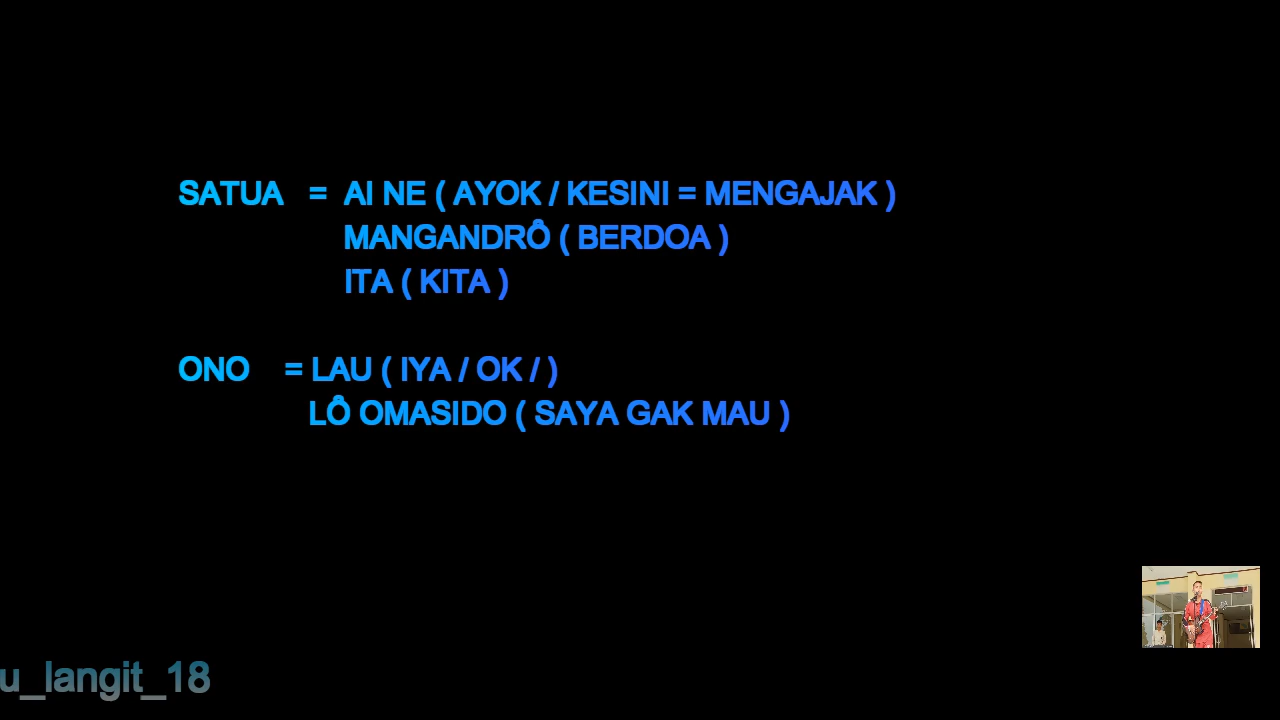 SATUA = AI NE ( AYOK / KESINI = MENGAJAK )
MANGANDRÔ ( BERDOA )
ITA ( KITA )
ONO = LAU ( IYA / OK / )
LÔ OMASIDO ( SAYA GAK MAU )
u_langit_18